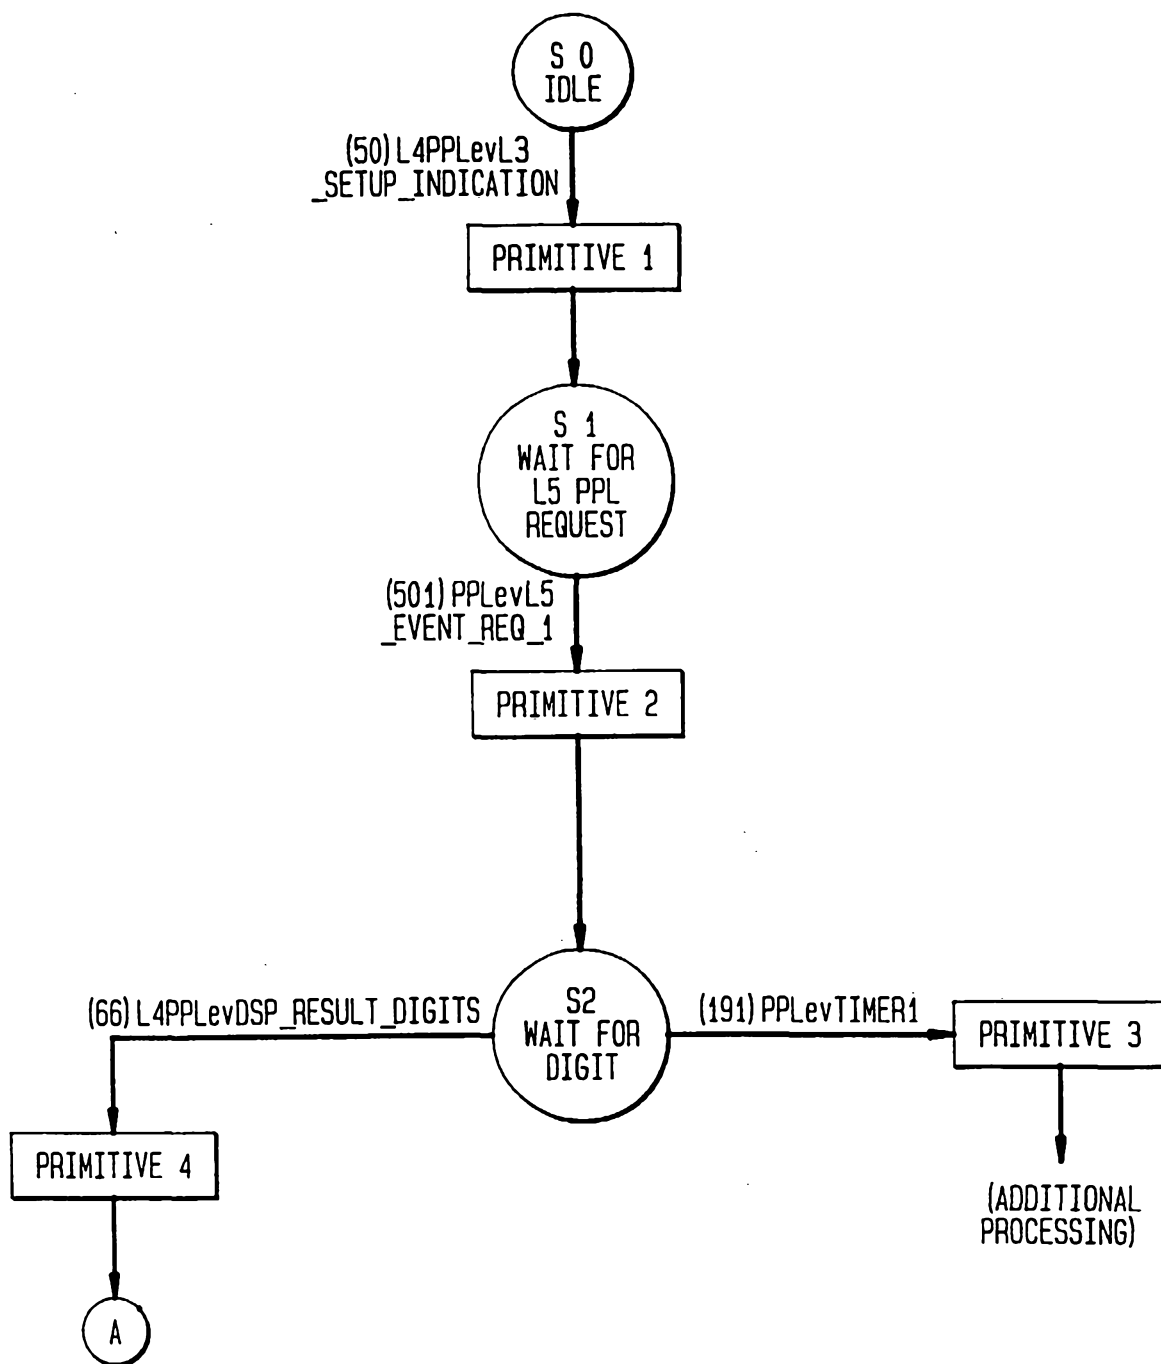 S 0
IDLE
(50) L4PPLevL3
_SETUP_INDICATION
PRIMITIVE 1
S 1
WAIT FOR
L5 PPL
REQUEST
(501) PPLevL5
_EVENT_REQ_1
PRIMITIVE 2
(66) L4PPLevDSP_RESULT_DIGITS
S2
WAIT FOR
DIGIT
(191) PPLevTIMER1
PRIMITIVE 3
PRIMITIVE 4
(ADDITIONAL
PROCESSING)
A